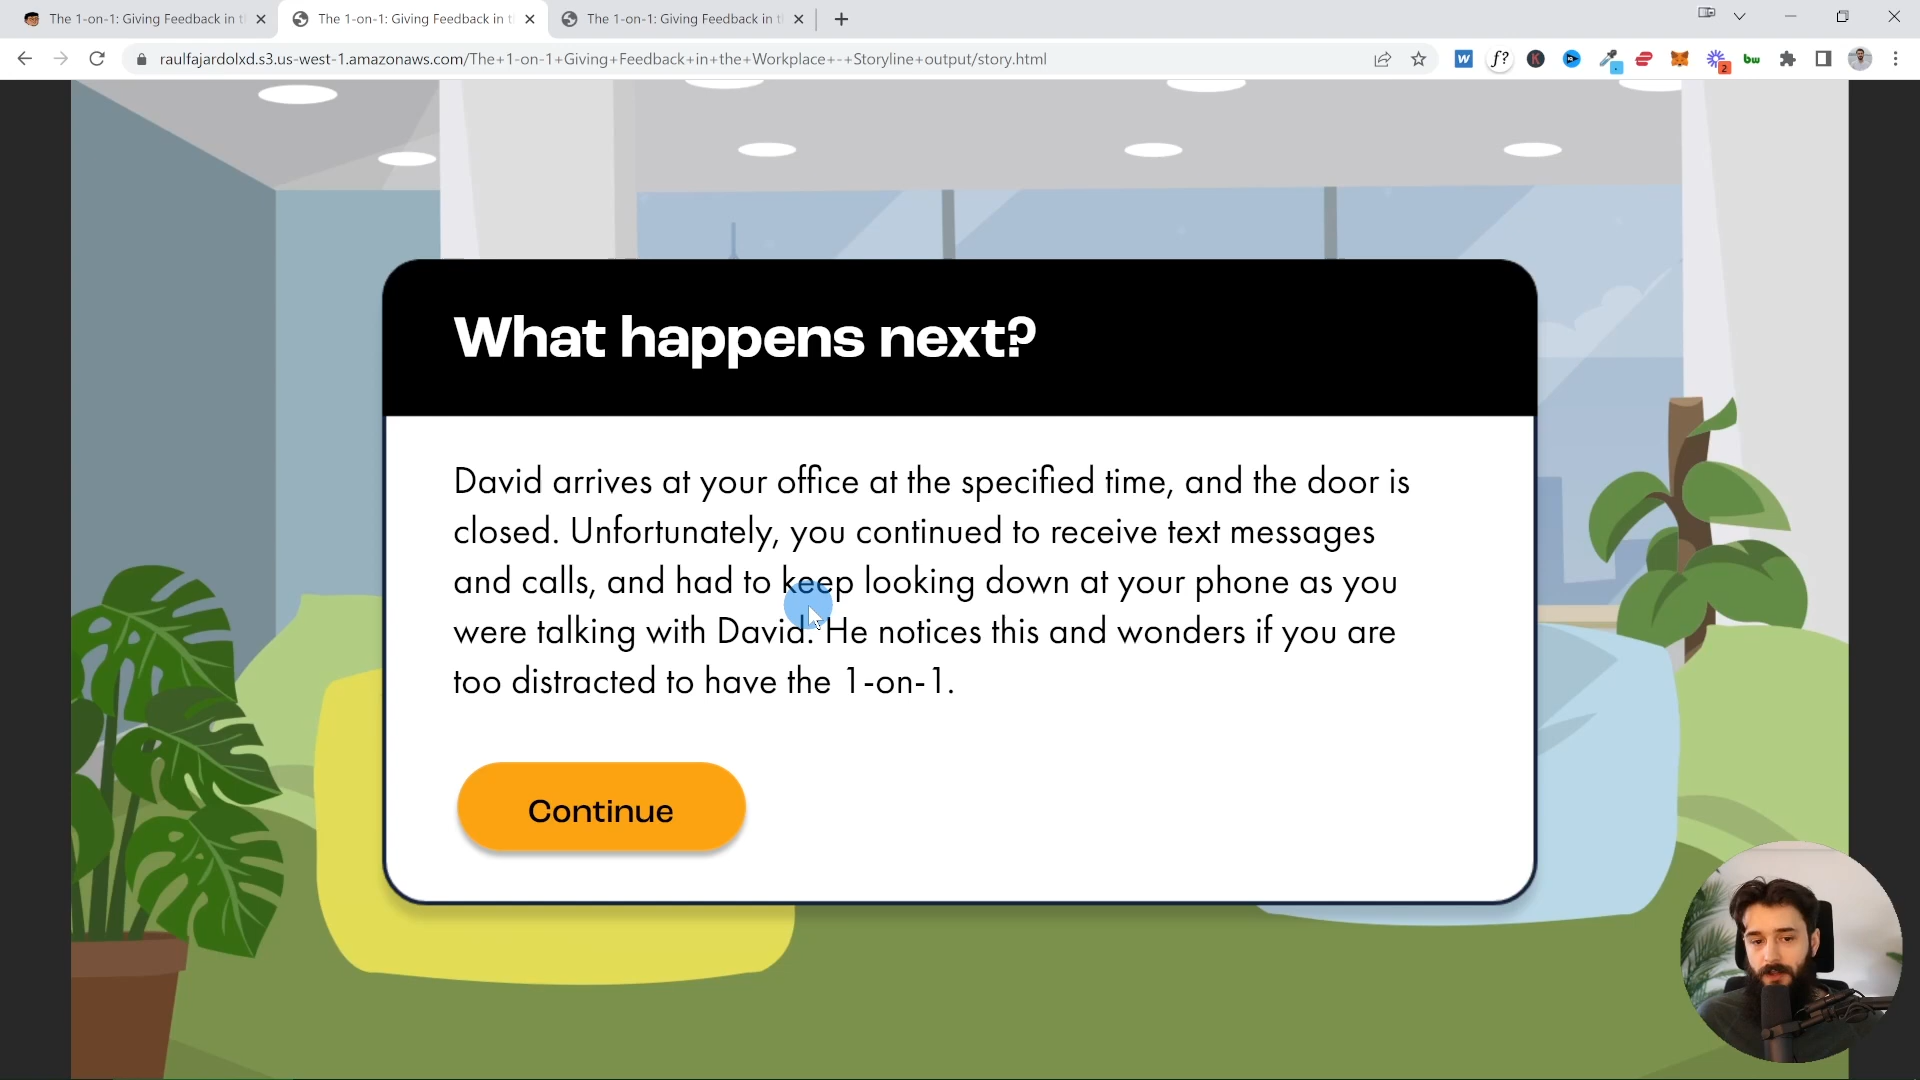 The 1-on-1: Giving Feedback in t
The 1-on-1: Giving Feedback in t
The 1-on-1: Giving Feedback in t
raulfajardolxd.s3.us-west-1.amazonaws.com/The+1-on-1+Giving+Feedback+in+the+Workplace+-+Storyline+output/story.html
W
f?
K
2
bw
What happens next?
David arrives at your office at the specified time, and the door is
closed. Unfortunately, you continued to receive text messages
and calls, and had to keep looking down at your phone as you
were talking with David. He notices this and wonders if you are
too distracted to have the 1-on-1.
Continue